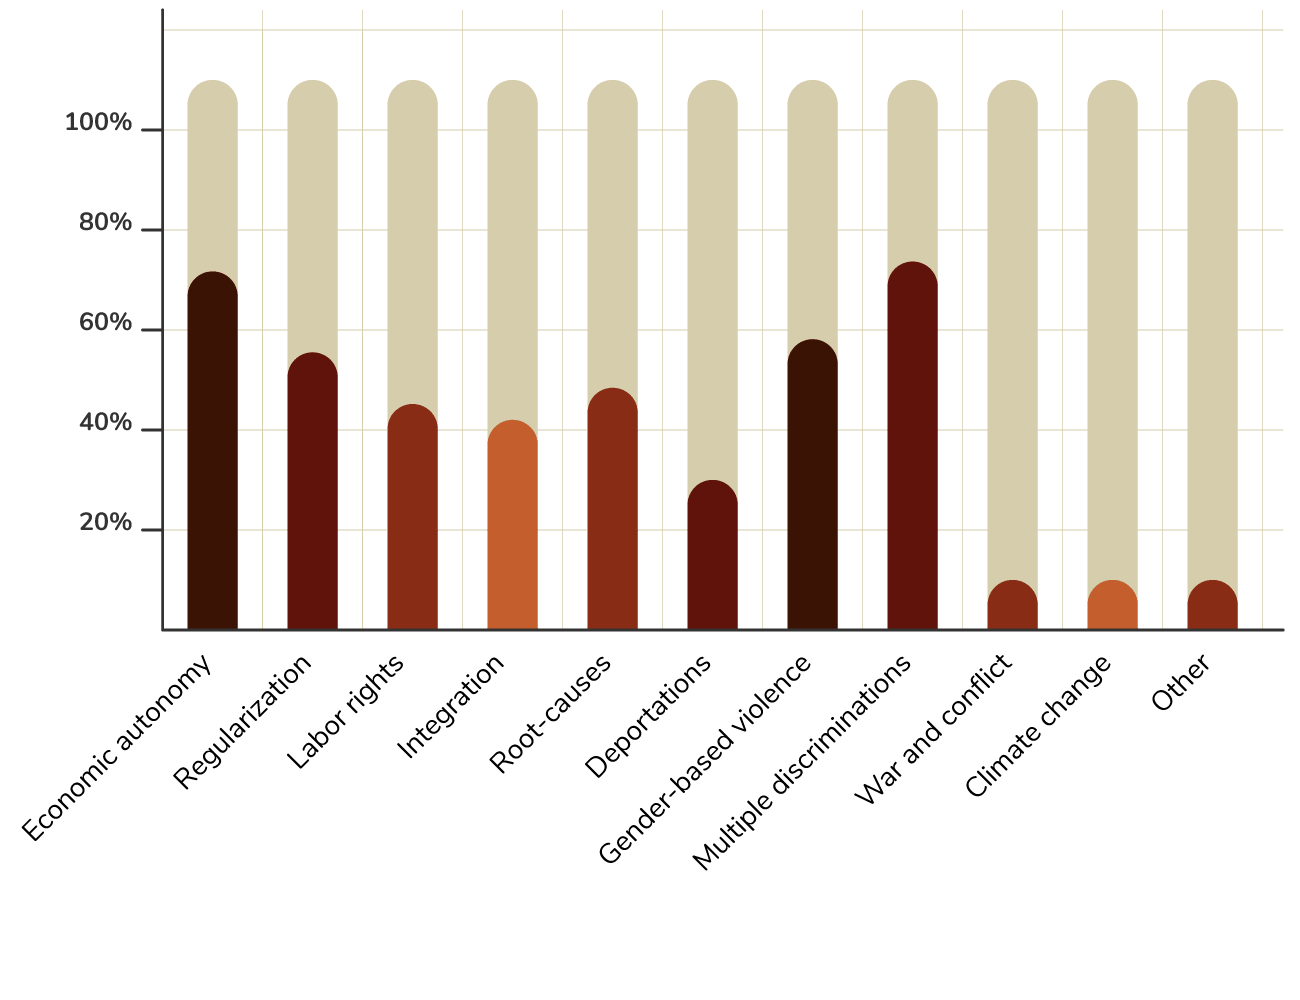 100%
80%
60%
40%
20%
Economic autonomy
Regularization
Labor rights
Integration
Root-causes
Deportations
Gender-based violence
Multiple discriminations
War and conflict
Climate change
Other